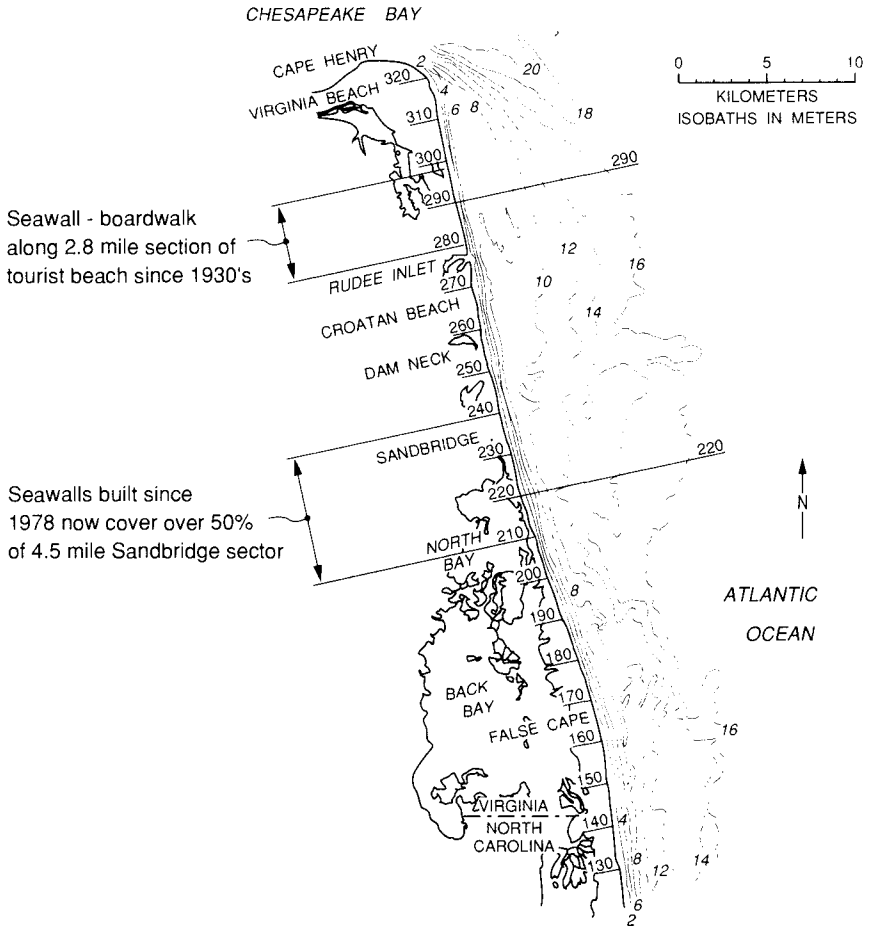 CHESAPEAKE BAY
CAPE HENRY
2
320
4
20
0 5 10
KILOMETERS
ISOBATHS IN METERS
VIRGINIA BEACH
310
6
8
18
300
290
290
Seawall - boardwalk
along 2.8 mile section of
tourist beach since 1930's
280
12
16
RUDEE INLET
270
10
14
CROATAN BEACH
260
DAM NECK
250
240
SANDBRIDGE
230
220
220
N
Seawalls built since
1978 now cover over 50%
of 4.5 mile Sandbridge sector
210
NORTH
BAY
200
8
190
ATLANTIC
OCEAN
180
BACK
BAY
170
FALSE CAPE
160
16
150
VIRGINIA
NORTH
CAROLINA
140
4
130
8
12
14
6
2